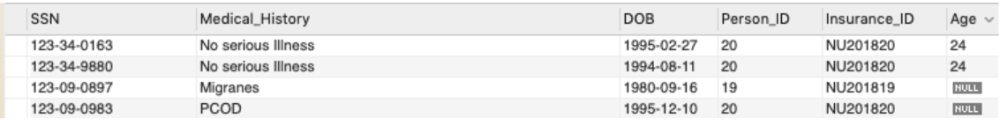 SSN Medical_History DOB Person_ID Insurance_ID Age
123-34-0163 No serious Illness 1995-02-27 20 NU201820 24
123-34-9880 No serious Illness 1994-08-11 20 NU201820 24
123-09-0897 Migranes 1980-09-16 19 NU201819 NULL
123-09-0983 PCOD 1995-12-10 20 NU201820 NULL